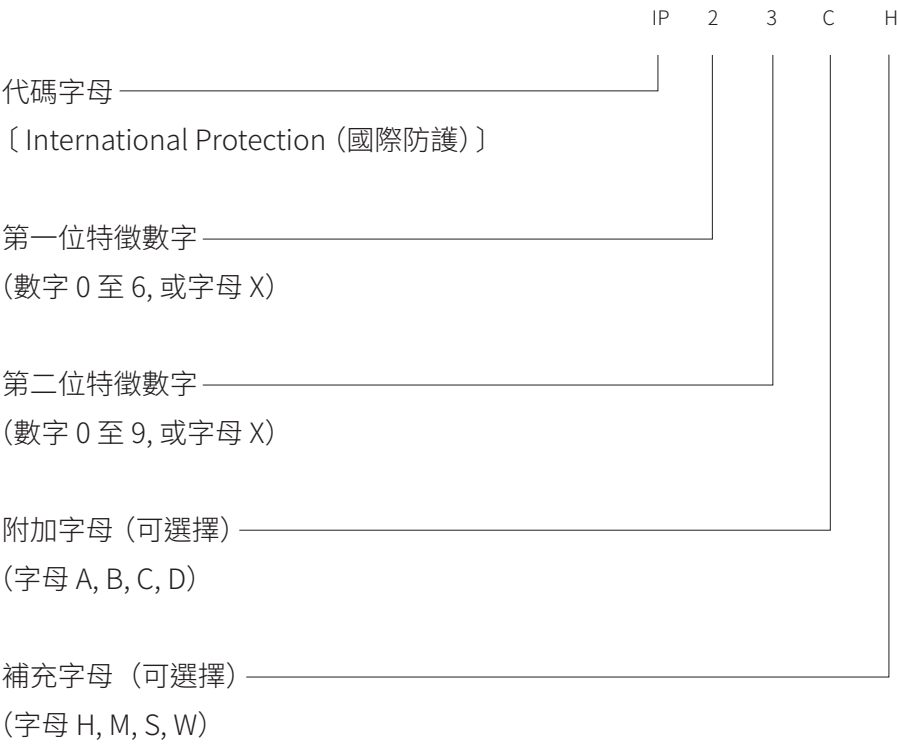 IP 2 3 C H
代碼字母
〔 International Protection（國際防護）〕
第一位特徵數字
（數字 0 至 6, 或字母 X）
第二位特徵數字
（數字 0 至 9, 或字母 X）
附加字母（可選擇）
（字母 A, B, C, D）
補充字母（可選擇）
（字母 H, M, S, W）